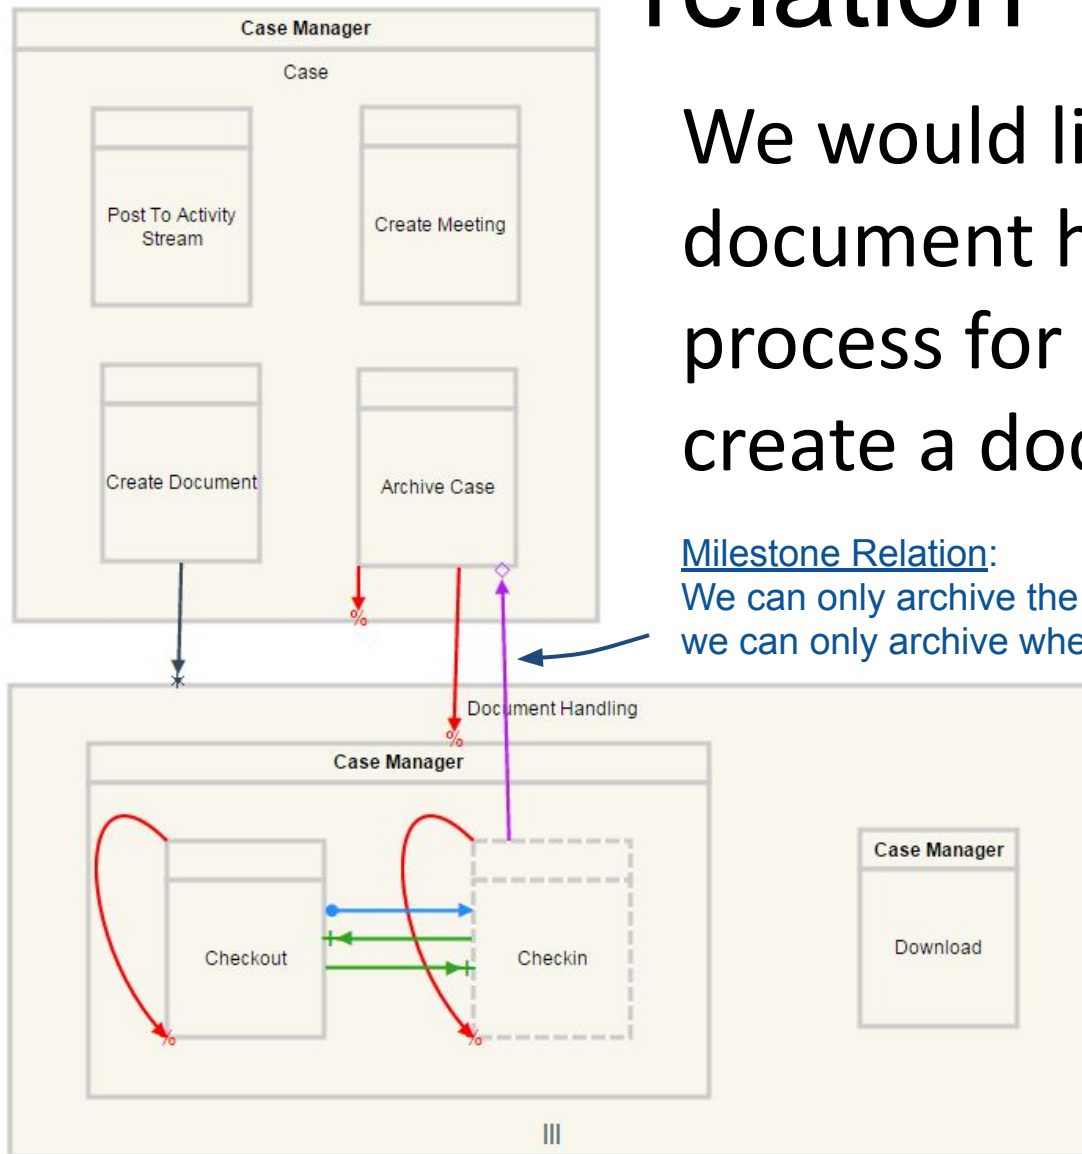 relation
Case Manager
Case
Post To Activity
Stream
Create Meeting
Create Document
Archive Case
%
%
We would li
document h
process for
create a doc
Milestone Relation:
We can only archive the
we can only archive whe
Document Handling
Case Manager
Checkout
Checkin
%
%
Case Manager
Download